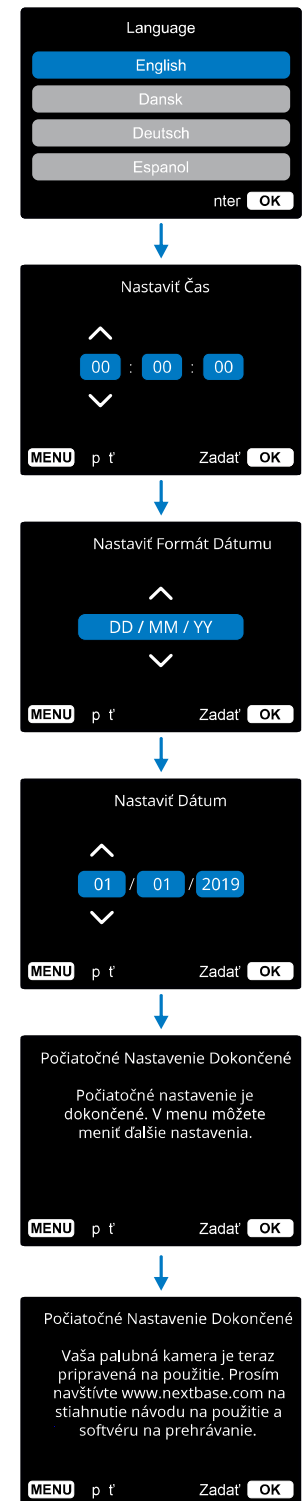 Language
English
Dansk
Deutsch
Espanol
nter OK
Nastaviť Čas
00 : 00 : 00
MENU p ť Zadať OK
Nastaviť Formát Dátumu
DD / MM / YY
MENU p ť Zadať OK
Nastaviť Dátum
01 / 01 / 2019
MENU p ť Zadať OK
Počiatočné Nastavenie Dokončené
Počiatočné nastavenie je
dokončené. V menu môžete
meniť ďalšie nastavenia.
MENU p ť Zadať OK
Počiatočné Nastavenie Dokončené
Vaša palubná kamera je teraz
pripravená na použitie. Prosím
navštívte www.nextbase.com na
stiahnutie návodu na použitie a
softvéru na prehrávanie.
MENU p ť Zadať OK